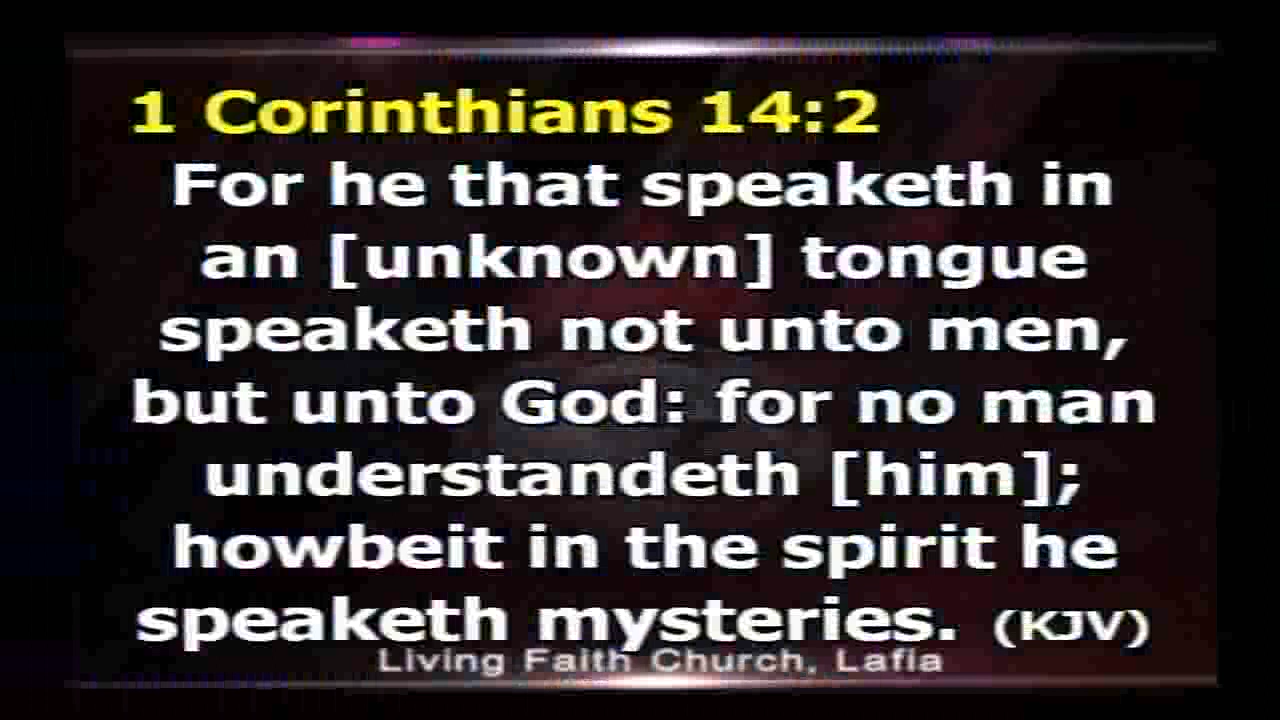 1 Corinthians 14:2
For he that speaketh in
an [unknown] tongue
speaketh not unto men,
but unto God: for no man
understandeth [him];
howbeit in the spirit he
speaketh mysteries. (KJV)
Living Faith Church, Lafia